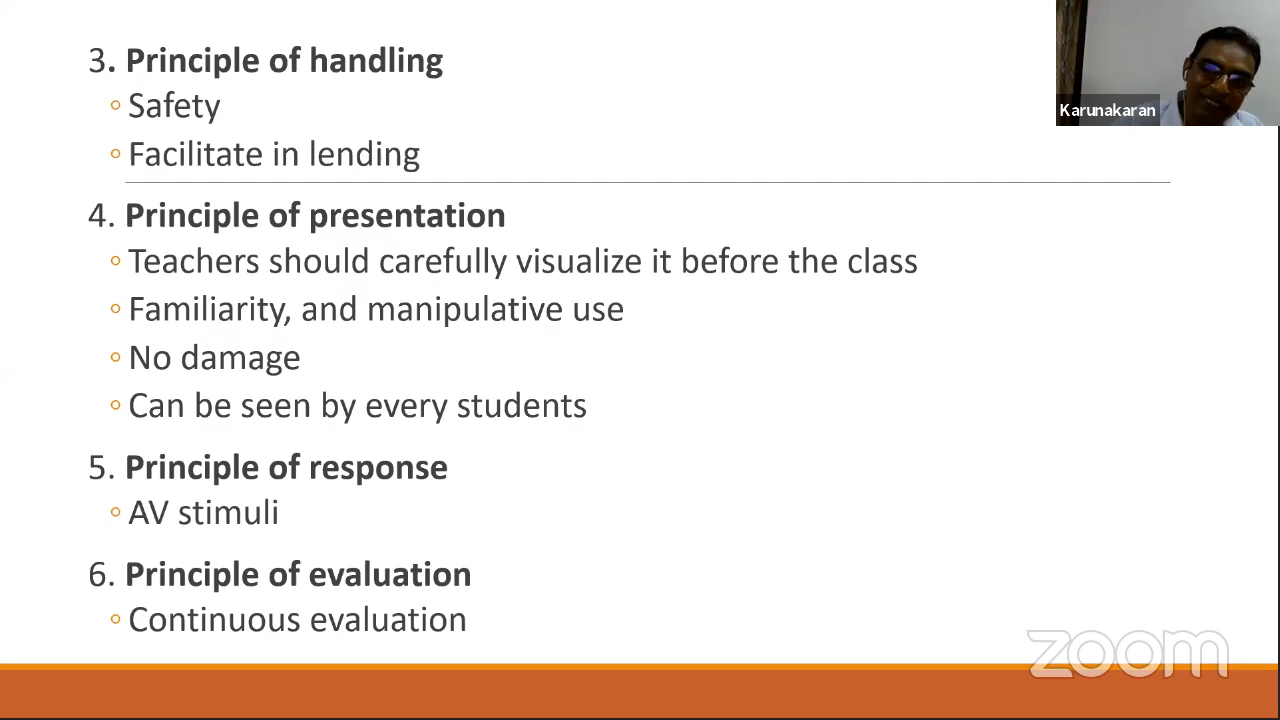 3. Principle of handling
◦ Safety
◦ Facilitate in lending
4. Principle of presentation
◦ Teachers should carefully visualize it before the class
◦ Familiarity, and manipulative use
◦ No damage
◦ Can be seen by every students
5. Principle of response
◦ AV stimuli
6. Principle of evaluation
◦ Continuous evaluation
Karunakaran
zoom